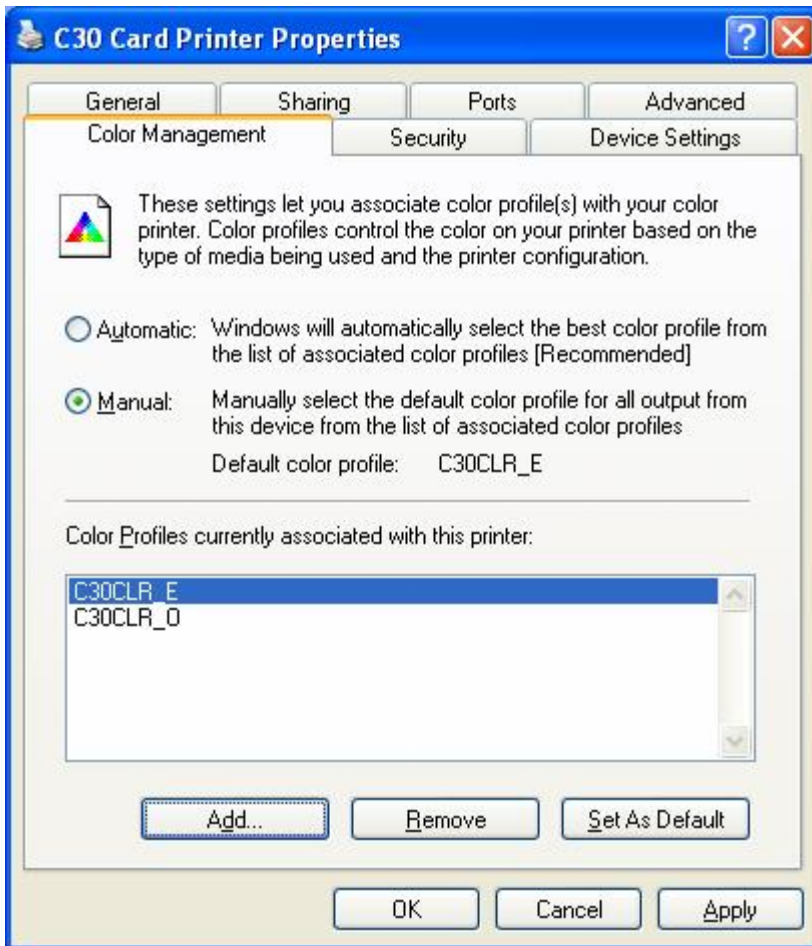 C30 Card Printer Properties
General Sharing Ports Advanced
Color Management Security Device Settings
These settings let you associate color profile(s) with your color
printer. Color profiles control the color on your printer based on the
type of media being used and the printer configuration.
Automatic: Windows will automatically select the best color profile from
the list of associated color profiles [Recommended]
Manual: Manually select the default color profile for all output from
this device from the list of associated color profiles
Default color profile: C30CLR_E
Color Profiles currently associated with this printer:
C30CLR_E
C30CLR_O
Add... Remove Set As Default
OK Cancel Apply